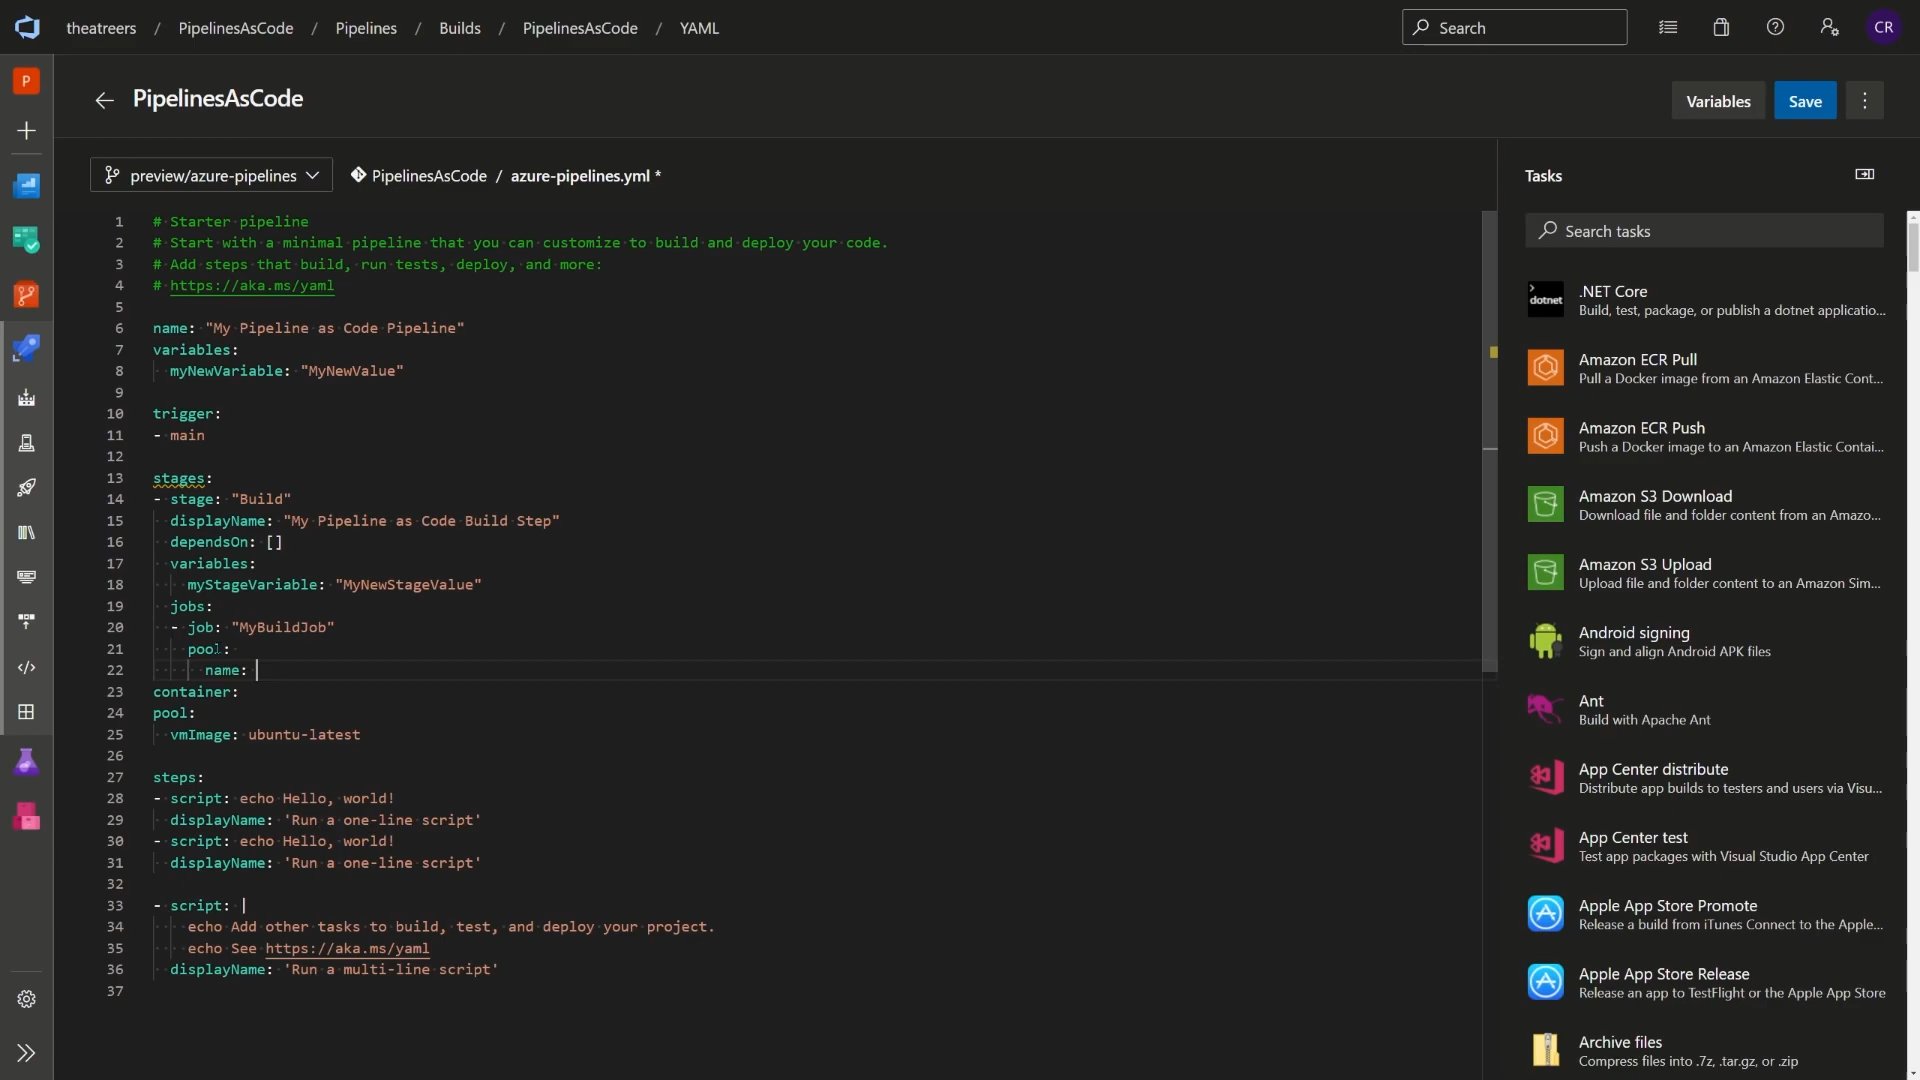 theatreers / PipelinesAsCode / Pipelines / Builds / PipelinesAsCode / YAML
Search
CR
P
PipelinesAsCode
Variables
Save
preview/azure-pipelines
PipelinesAsCode / azure-pipelines.yml *
1 # Starter pipeline
2 # Start with a minimal pipeline that you can customize to build and deploy your code.
3 # Add steps that build, run tests, deploy, and more:
4 # https://aka.ms/yaml
5
6 name: "My Pipeline as Code Pipeline"
7 variables:
8   myNewVariable: "MyNewValue"
9
10 trigger:
11 - main
12
13 stages:
14 - stage: "Build"
15   displayName: "My Pipeline as Code Build Step"
16   dependsOn: []
17   variables:
18     myStageVariable: "MyNewStageValue"
19   jobs:
20   - job: "MyBuildJob"
21     pool:
22       name:
23 container:
24 pool:
25   vmImage: ubuntu-latest
26
27 steps:
28 - script: echo Hello, world!
29   displayName: 'Run a one-line script'
30 - script: echo Hello, world!
31   displayName: 'Run a one-line script'
32
33 - script: |
34     echo Add other tasks to build, test, and deploy your project.
35     echo See https://aka.ms/yaml
36   displayName: 'Run a multi-line script'
37
Tasks
Search tasks
dotnet
.NET Core
Build, test, package, or publish a dotnet applicatio...
Amazon ECR Pull
Pull a Docker image from an Amazon Elastic Cont...
Amazon ECR Push
Push a Docker image to an Amazon Elastic Contai...
Amazon S3 Download
Download file and folder content from an Amazo...
Amazon S3 Upload
Upload file and folder content to an Amazon Sim...
Android signing
Sign and align Android APK files
Ant
Build with Apache Ant
App Center distribute
Distribute app builds to testers and users via Visu...
App Center test
Test app packages with Visual Studio App Center
Apple App Store Promote
Release a build from iTunes Connect to the Apple...
Apple App Store Release
Release an app to TestFlight or the Apple App Store
Archive files
Compress files into .7z, .tar.gz, or .zip